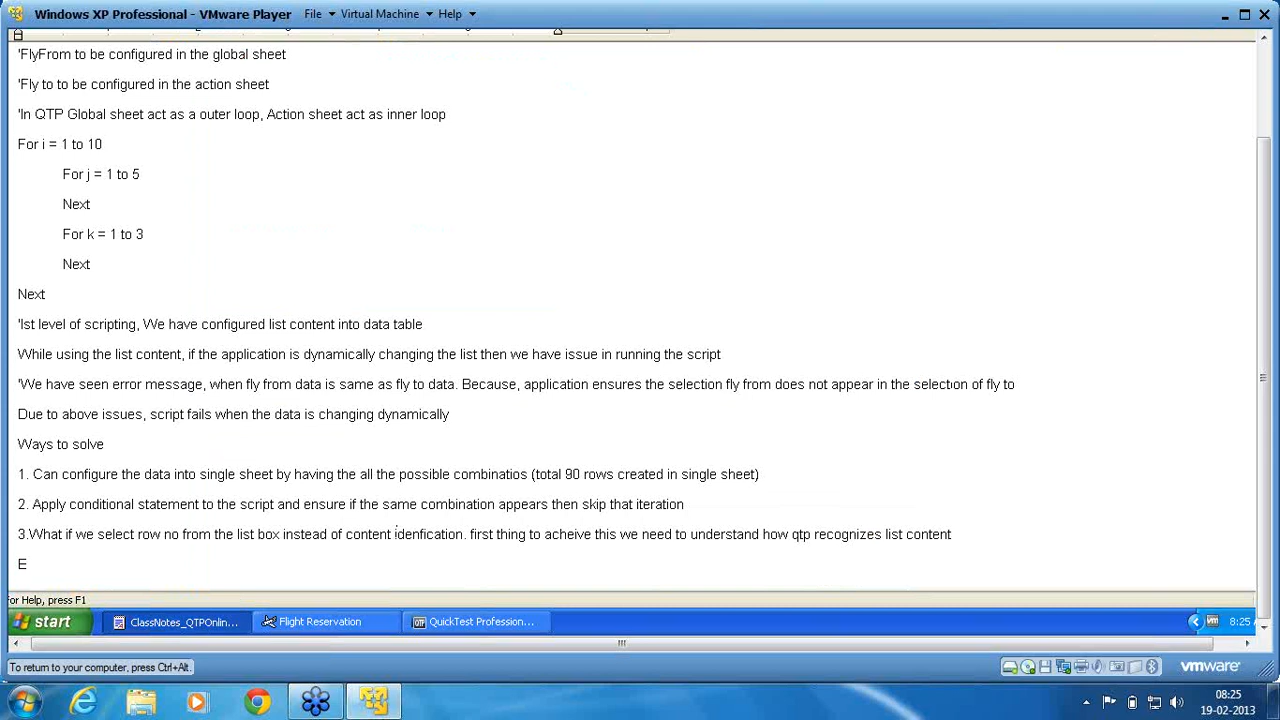 Windows XP Professional - VMware Player File Virtual Machine Help
'FlyFrom to be configured in the global sheet
'Fly to to be configured in the action sheet
'In QTP Global sheet act as a outer loop, Action sheet act as inner loop
For i = 1 to 10
For j = 1 to 5
Next
For k = 1 to 3
Next
Next
'Ist level of scripting, We have configured list content into data table
While using the list content, if the application is dynamically changing the list then we have issue in running the script
'We have seen error message, when fly from data is same as fly to data. Because, application ensures the selection fly from does not appear in the selection of fly to
Due to above issues, script fails when the data is changing dynamically
Ways to solve
1. Can configure the data into single sheet by having the all the possible combinatios (total 90 rows created in single sheet)
2. Apply conditional statement to the script and ensure if the same combination appears then skip that iteration
3.What if we select row no from the list box instead of content idenfication. first thing to acheive this we need to understand how qtp recognizes list content
E
For Help, press F1
start ClassNotes_QTPOnlin... Flight Reservation QuickTest Profession... 8:25
To return to your computer, press Ctrl+Alt. vmware
08:25
19-02-2013